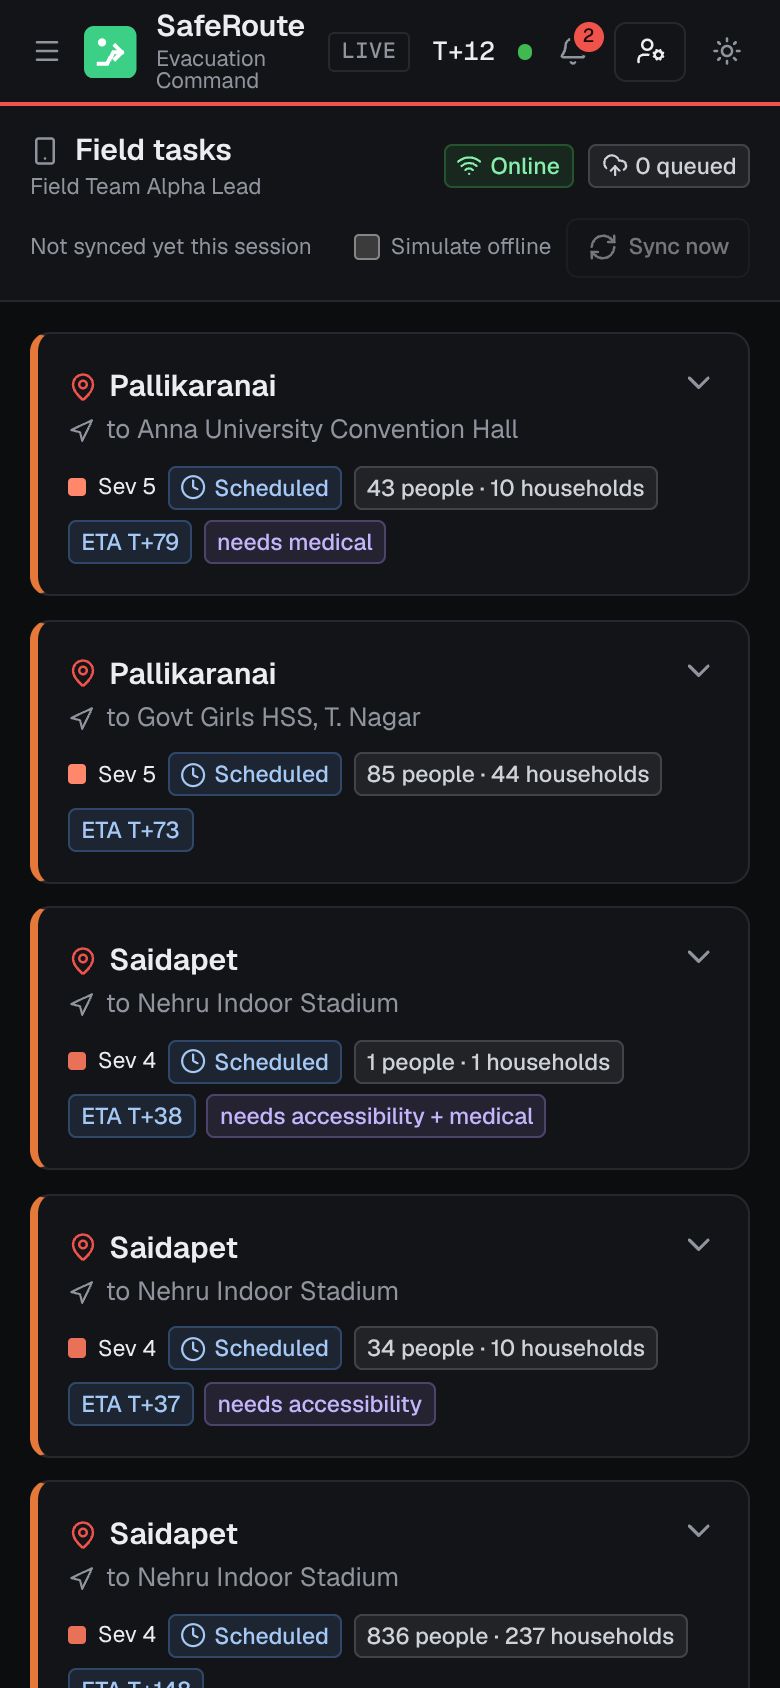 SafeRoute
Evacuation
Command
LIVE
T+12
2
Field tasks
Field Team Alpha Lead
Online
0 queued
Not synced yet this session
Simulate offline
Sync now
Pallikaranai
to Anna University Convention Hall
Sev 5 Scheduled 43 people · 10 households
ETA T+79 needs medical
Pallikaranai
to Govt Girls HSS, T. Nagar
Sev 5 Scheduled 85 people · 44 households
ETA T+73
Saidapet
to Nehru Indoor Stadium
Sev 4 Scheduled 1 people · 1 households
ETA T+38 needs accessibility + medical
Saidapet
to Nehru Indoor Stadium
Sev 4 Scheduled 34 people · 10 households
ETA T+37 needs accessibility
Saidapet
to Nehru Indoor Stadium
Sev 4 Scheduled 836 people · 237 households
ETA T+148